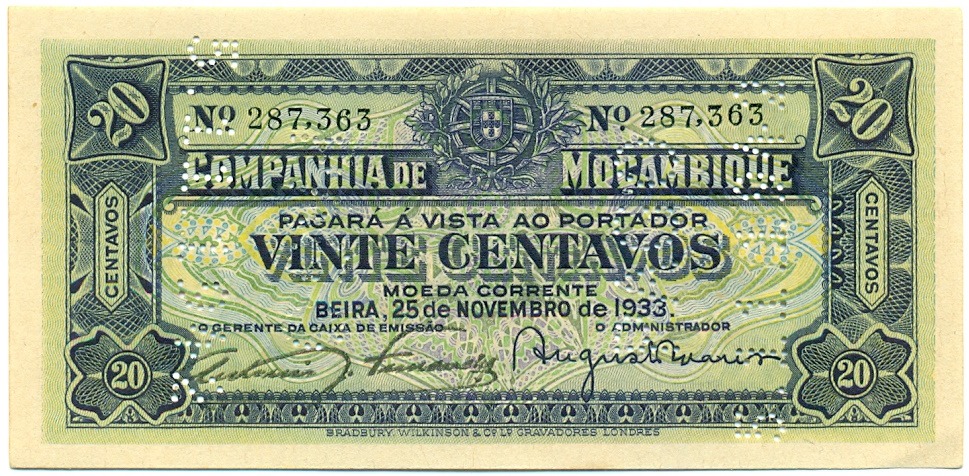 20 20
Nº 287,363 Nº 287,363
COMPANHIA DE MOÇAMBIQUE
PAGARÁ Á VISTA AO PORTADOR
VINTE CENTAVOS
MOEDA CORRENTE
BEIRA, 25 de NOVEMBRO de 1933.
O GERENTE DA CAIXA DE EMISSÃO O ADMINISTRADOR
CENTAVOS CENTAVOS
20 20
BRADBURY, WILKINSON & Cº Lº GRAVADORES LONDRES